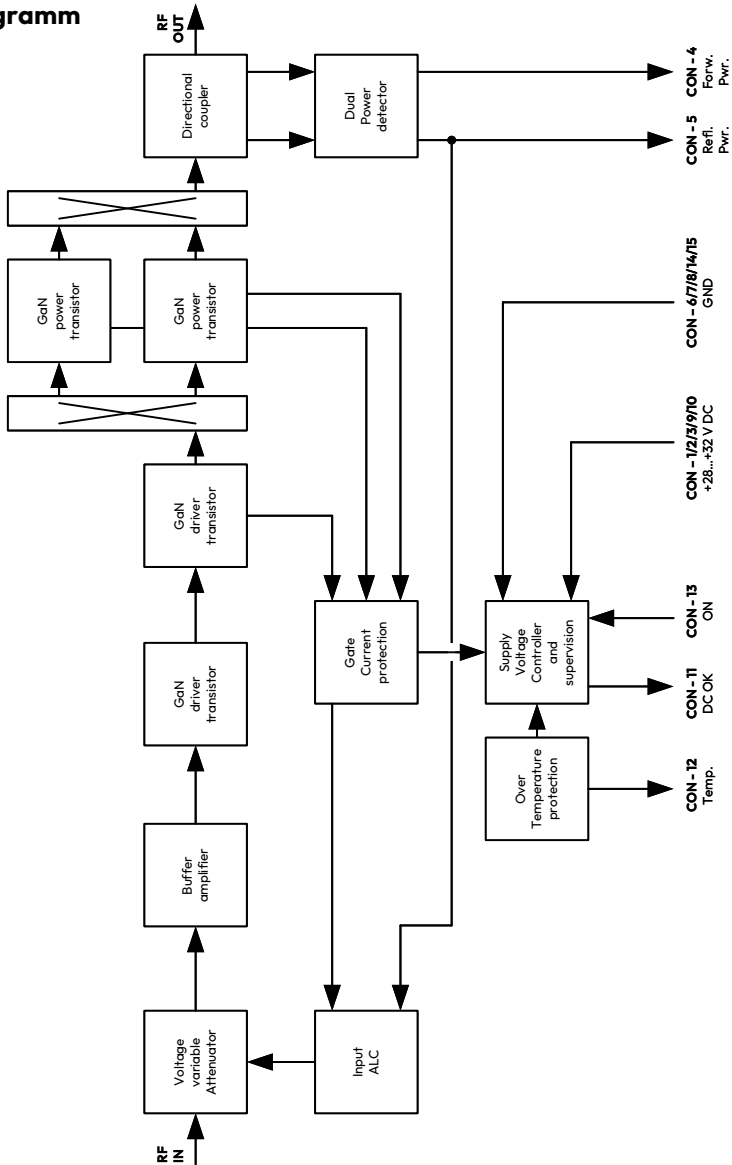 gramm
RF
OUT
Directional
coupler
Dual
Power
detector
CON - 4
Forw.
Pwr.
CON - 5
Refl.
Pwr.
GaN
power
transistor
GaN
power
transistor
CON - 6/7/8/14/15
GND
CON - 1/2/3/9/10
+28...+32 V DC
GaN
driver
transistor
Gate
Current
protection
Supply
Voltage
Controller
and
supervision
CON - 13
ON
CON - 11
DC OK
GaN
driver
transistor
Over
Temperature
protection
CON - 12
Temp.
Buffer
amplifier
Voltage
variable
Attenuator
Input
ALC
RF
IN